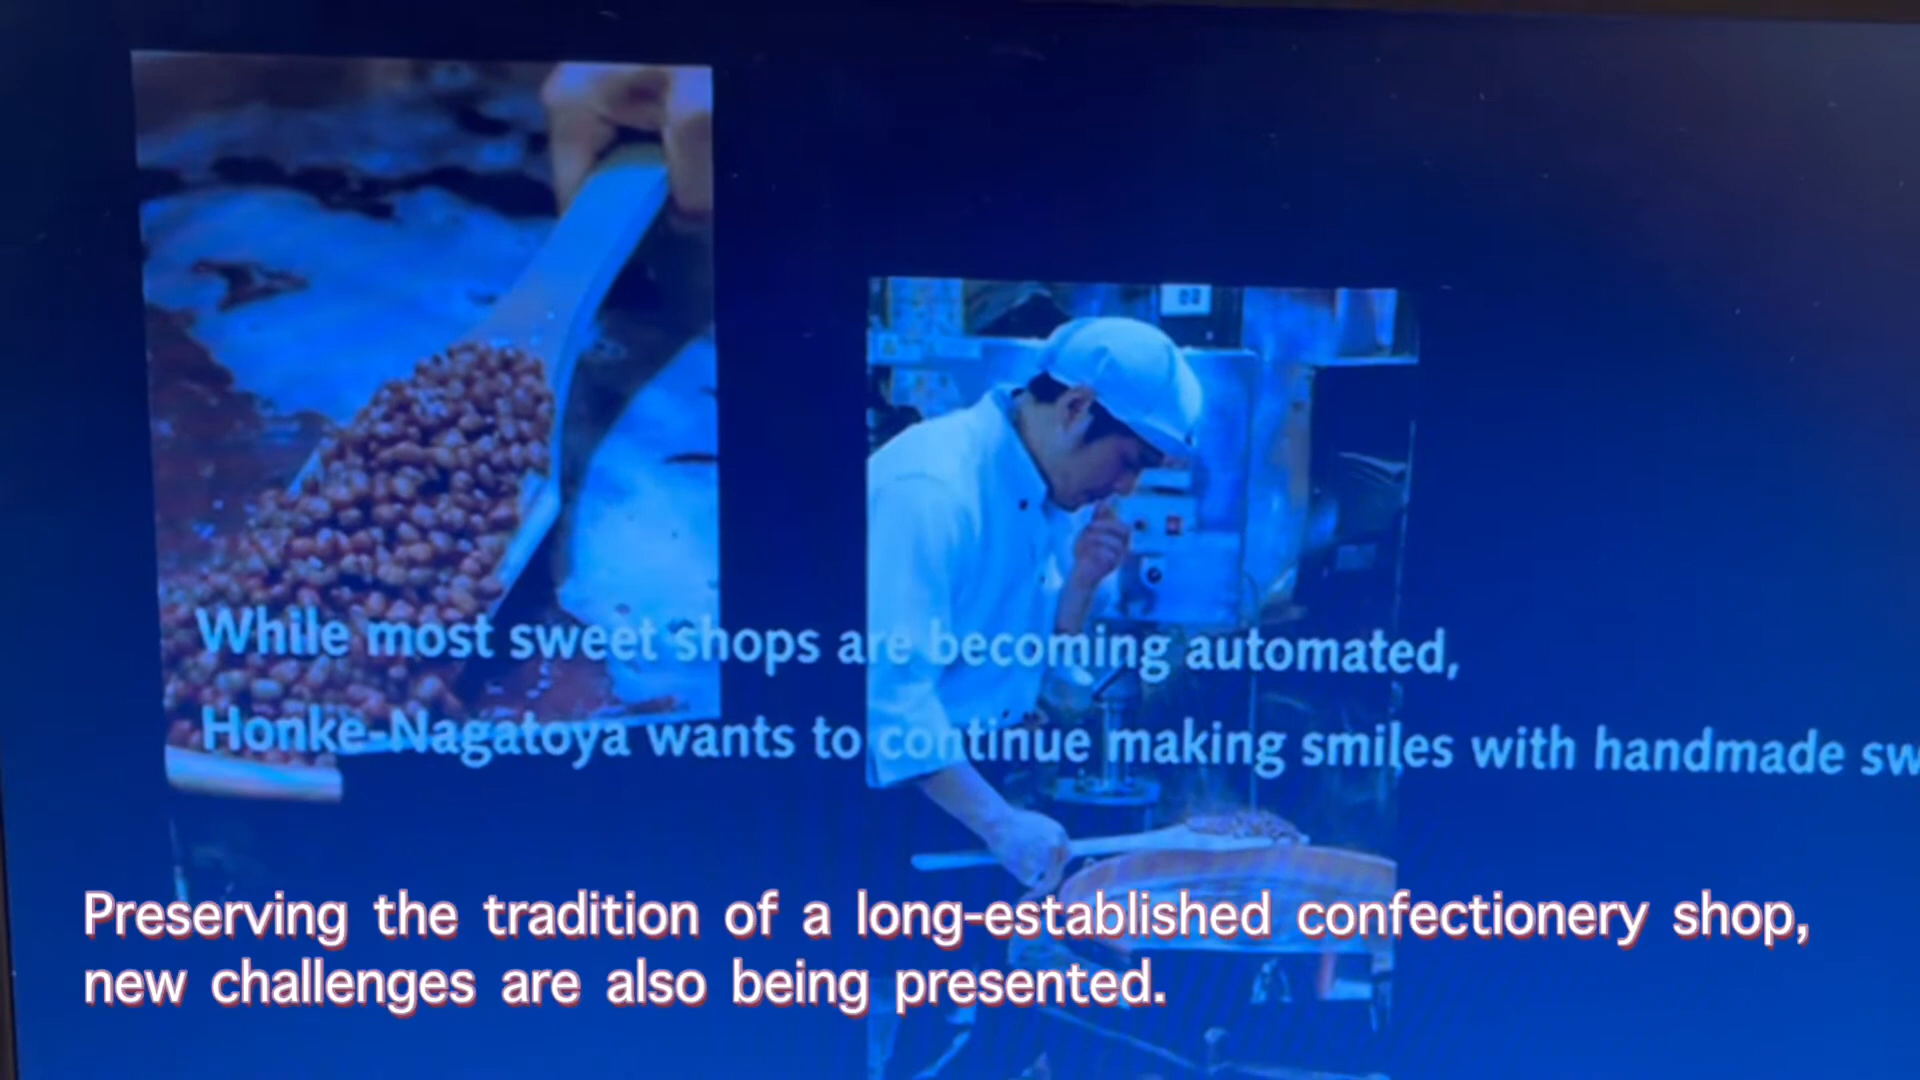 While most sweet shops are becoming automated,
Honke-Nagatoya wants to continue making smiles with handmade
Preserving the tradition of a long-established confectionery shop,
new challenges are also being presented.